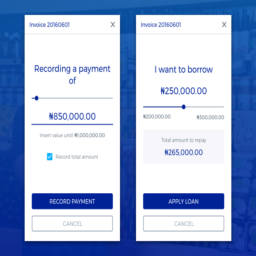 Invoice 20160601 X
Recording a payment
of
₦850,000.00
Insert value until ₦1,000,000.00
Record total amount
RECORD PAYMENT
CANCEL
Invoice 20160601 X
I want to borrow
₦250,000.00
₦200,000.00 ₦300,000.00
Total amount to repay
₦265,000.00
APPLY LOAN
CANCEL